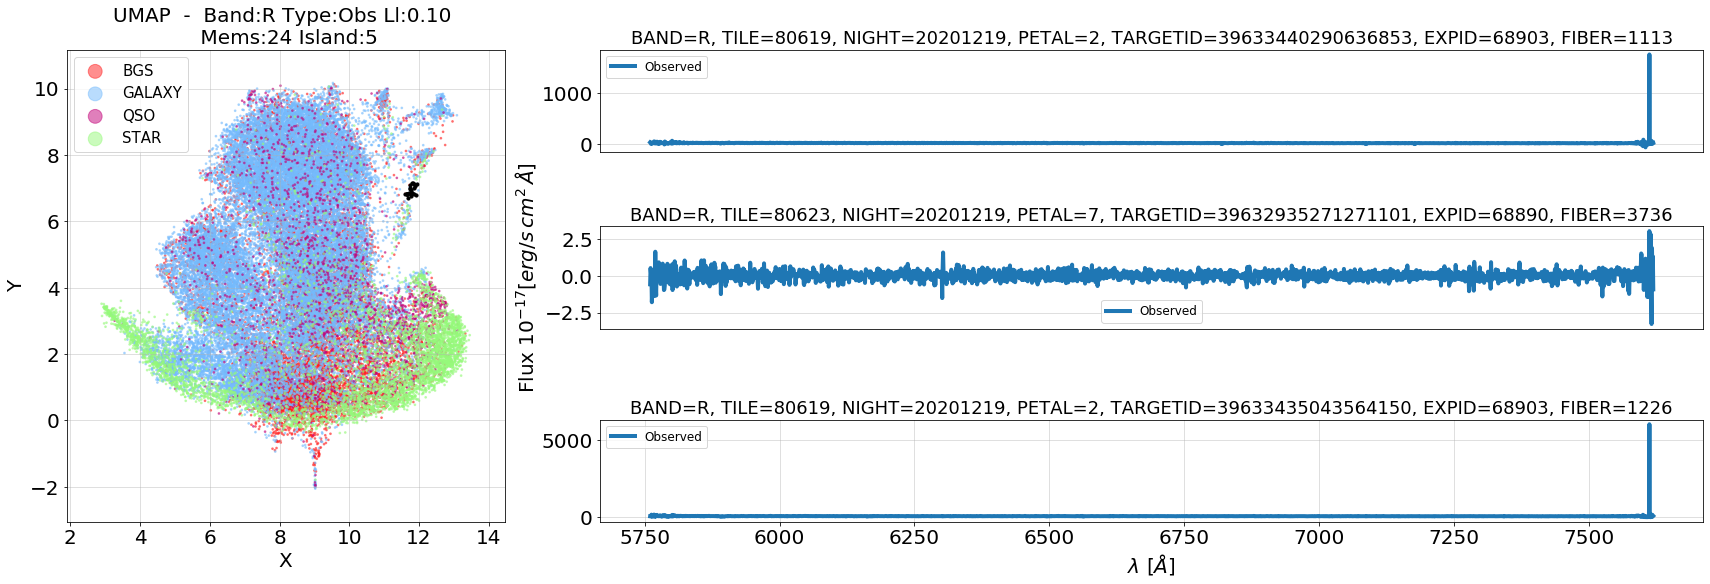 UMAP - Band:R Type:Obs Ll:0.10
Mems:24 Island:5
BGS
GALAXY
QSO
STAR
10
8
6
4
2
0
−2
2
4
6
8
10
12
14
X
Y
BAND=R, TILE=80619, NIGHT=20201219, PETAL=2, TARGETID=39633440290636853, EXPID=68903, FIBER=1113
Observed
1000
0
BAND=R, TILE=80623, NIGHT=20201219, PETAL=7, TARGETID=39632935271271101, EXPID=68890, FIBER=3736
2.5
0.0
−2.5
Observed
Flux 10⁻¹⁷[erg/s cm² Å]
BAND=R, TILE=80619, NIGHT=20201219, PETAL=2, TARGETID=39633435043564150, EXPID=68903, FIBER=1226
Observed
5000
0
5750
6000
6250
6500
6750
7000
7250
7500
λ [Å]